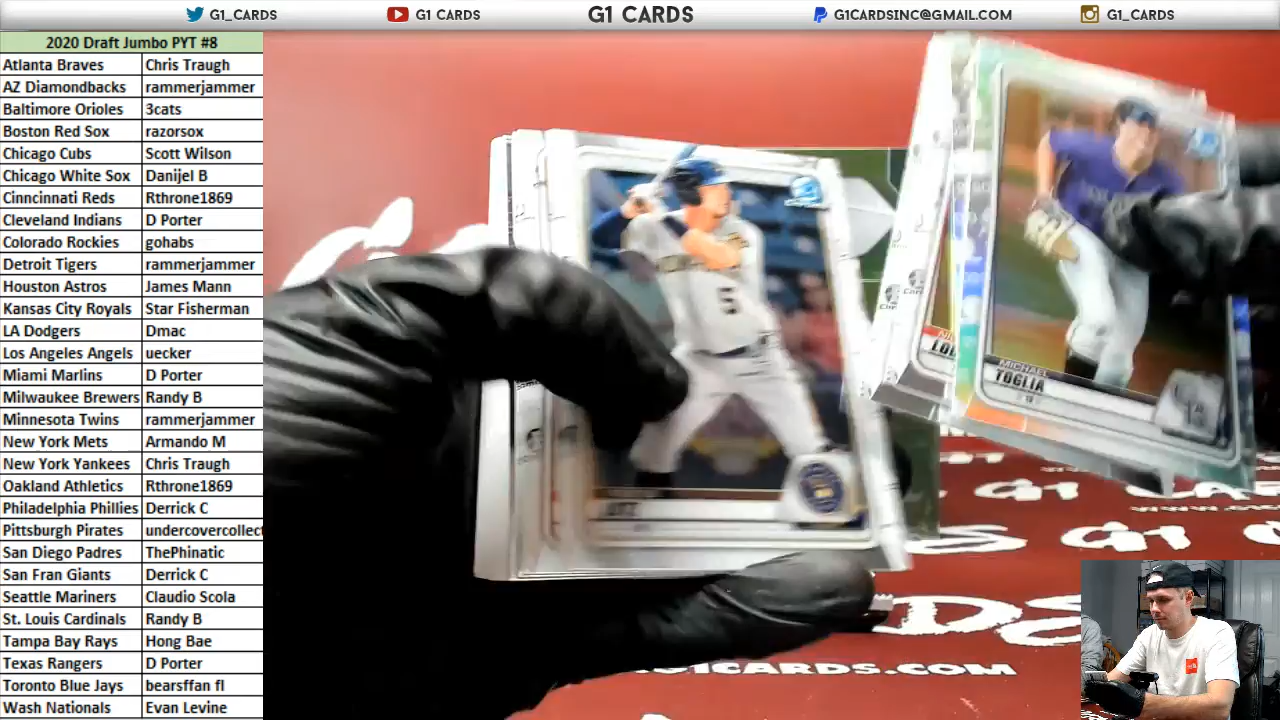 G1_CARDS
G1 CARDS
G1 CARDS
G1CARDSINC@GMAIL.COM
G1_CARDS
2020 Draft Jumbo PYT #8
Atlanta Braves Chris Traugh
AZ Diamondbacks rammerjammer
Baltimore Orioles 3cats
Boston Red Sox razorsox
Chicago Cubs Scott Wilson
Chicago White Sox Danijel B
Cinncinnati Reds Rthrone1869
Cleveland Indians D Porter
Colorado Rockies gohabs
Detroit Tigers rammerjammer
Houston Astros James Mann
Kansas City Royals Star Fisherman
LA Dodgers Dmac
Los Angeles Angels uecker
Miami Marlins D Porter
Milwaukee Brewers Randy B
Minnesota Twins rammerjammer
New York Mets Armando M
New York Yankees Chris Traugh
Oakland Athletics Rthrone1869
Philadelphia Phillies Derrick C
Pittsburgh Pirates undercovercollect
San Diego Padres ThePhinatic
San Fran Giants Derrick C
Seattle Mariners Claudio Scola
St. Louis Cardinals Randy B
Tampa Bay Rays Hong Bae
Texas Rangers D Porter
Toronto Blue Jays bearsffan fl
Wash Nationals Evan Levine
MICHAEL
TOGLIA
1B
5
G1CARDS.COM